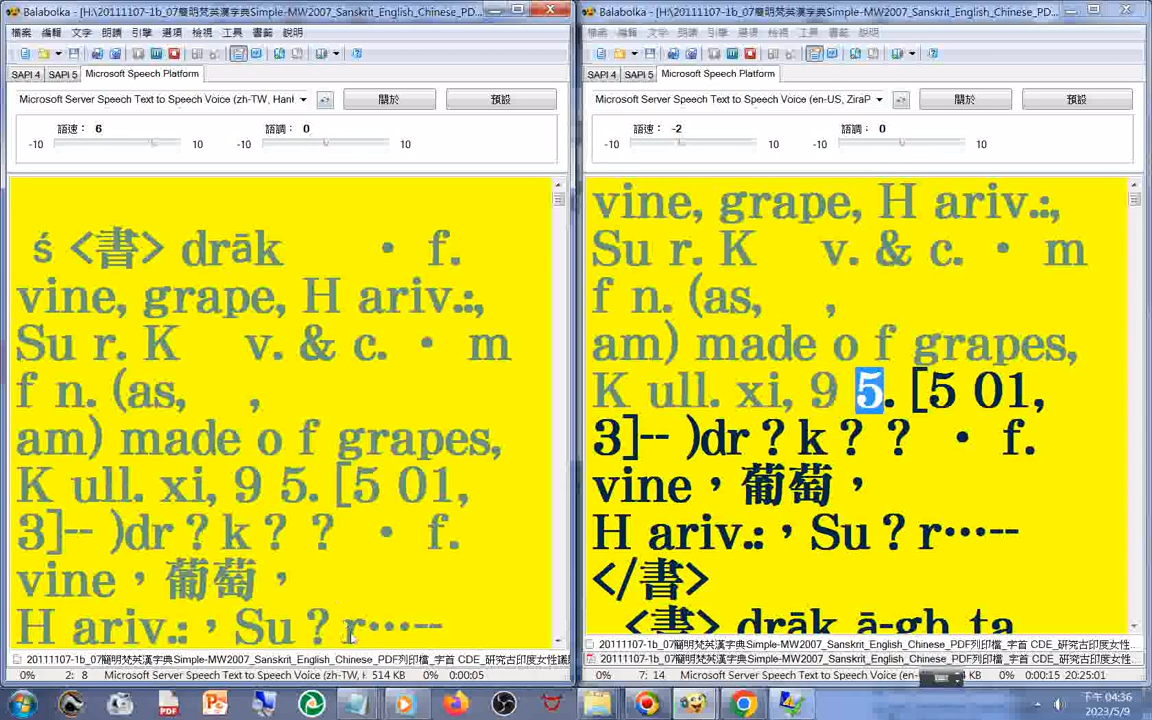 Balabolka - [H:\20111107-1b_07簡明梵英漢字典Simple-MW2007_Sanskrit_English_Chinese_PD...
檔案 編輯 文字 朗讀 引擎 選項 檢視 工具 書籤 說明
SAPI 4 SAPI 5 Microsoft Speech Platform
Microsoft Server Speech Text to Speech Voice (zh-TW, Hanl
關於 預設
語速： 6 語調： 0
-10 10 -10 10
ś <書> drāk • f.
vine, grape, H ariv.:,
Su r. K v. & c. • m
f n. (as, ,
am) made o f grapes,
K ull. xi, 9 5. [5 01,
3]-- )dr？k？？ • f.
vine，葡萄，
H ariv.:，Su？r…--
20111107-1b_07簡明梵英漢字典Simple-MW2007_Sanskrit_English_Chinese_PDF列印檔_字首 CDE_研究古印度女性議
0% 2: 8 Microsoft Server Speech Text to Speech Voice (zh-TW, H 514 KB 0% 0:00:05
Balabolka - [H:\20111107-1b_07簡明梵英漢字典Simple-MW2007_Sanskrit_English_Chinese_PD...
檔案 編輯 文字 朗讀 引擎 選項 檢視 工具 書籤 說明
SAPI 4 SAPI 5 Microsoft Speech Platform
Microsoft Server Speech Text to Speech Voice (en-US, ZiraP
關於 預設
語速： -2 語調： 0
-10 10 -10 10
vine, grape, H ariv.:,
Su r. K v. & c. • m
f n. (as, ,
am) made o f grapes,
K ull. xi, 9 5. [5 01,
3]-- )dr？k？？ • f.
vine，葡萄，
H ariv.:，Su？r…--
</書>
<書> drāk ā-gh ta
20111107-1b_07簡明梵英漢字典Simple-MW2007_Sanskrit_English_Chinese_PDF列印檔_字首 CDE_研究古印度女性
20111107-1b_07簡明梵英漢字典Simple-MW2007_Sanskrit_English_Chinese_PDF列印檔_字首 CDE_研究古印度女性
0% 7: 14 Microsoft Server Speech Text to Speech Voice (en- KB 0% 0:00:15 20:25:01
PDF
下午 04:36
2023/5/9